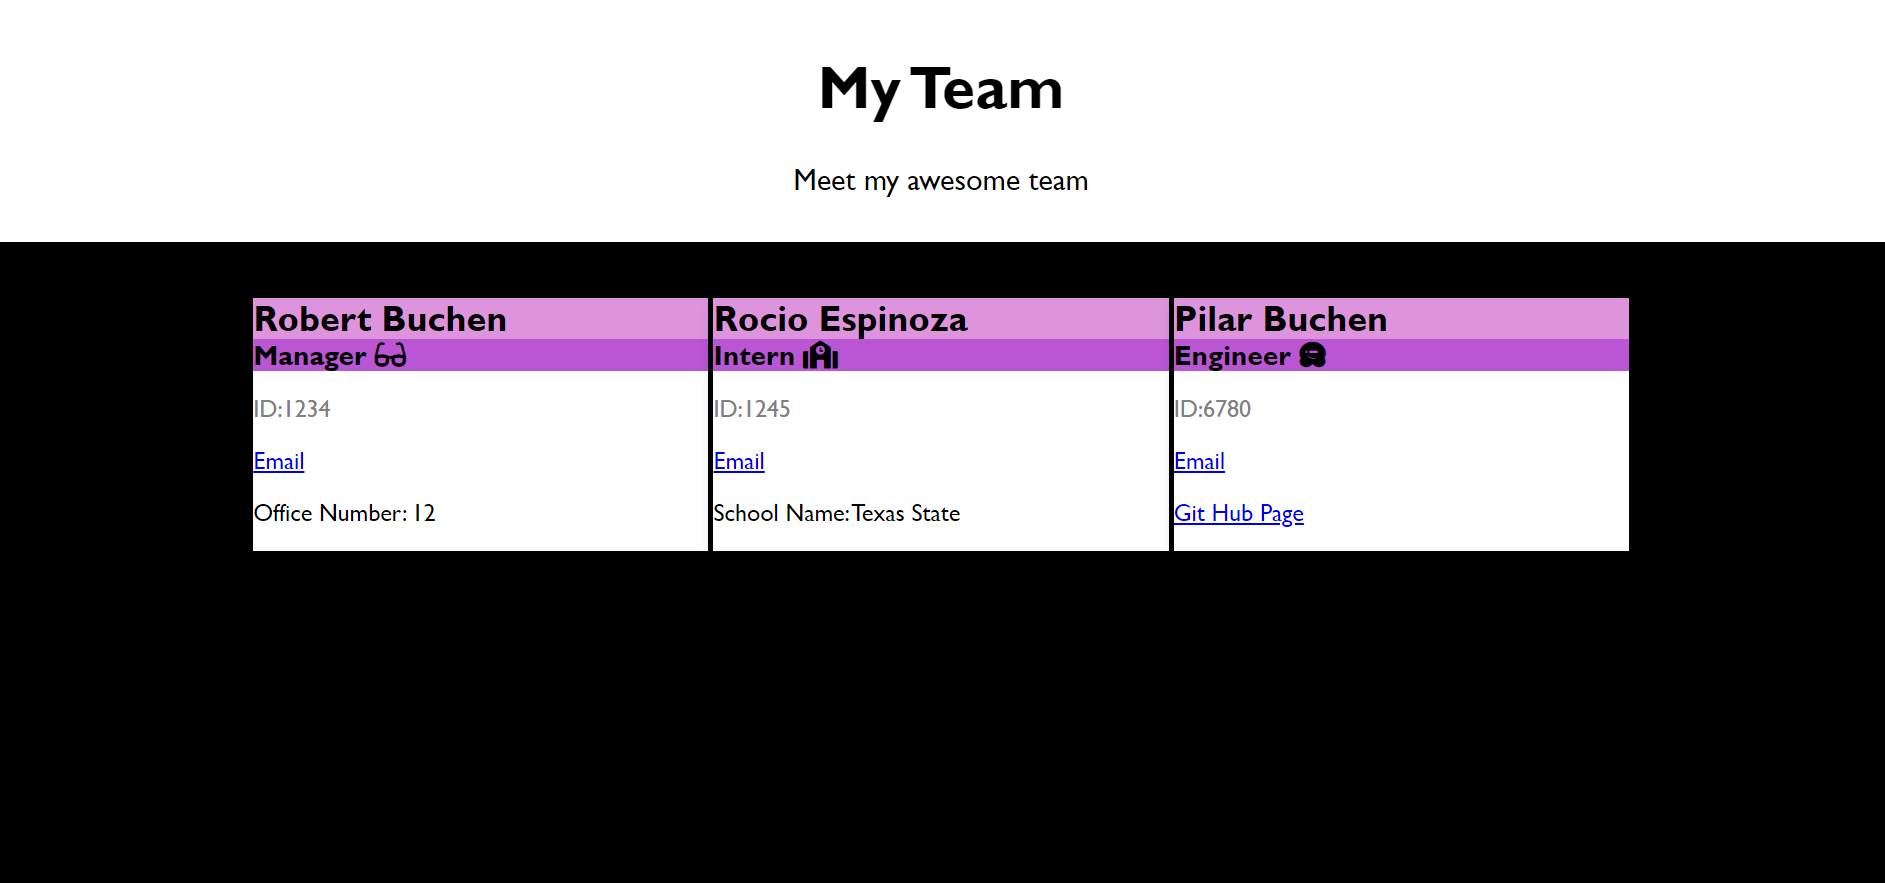 My Team
Meet my awesome team
Robert Buchen
Manager
ID:1234
Email
Office Number: 12
Rocio Espinoza
Intern
ID:1245
Email
School Name:Texas State
Pilar Buchen
Engineer
ID:6780
Email
Git Hub Page